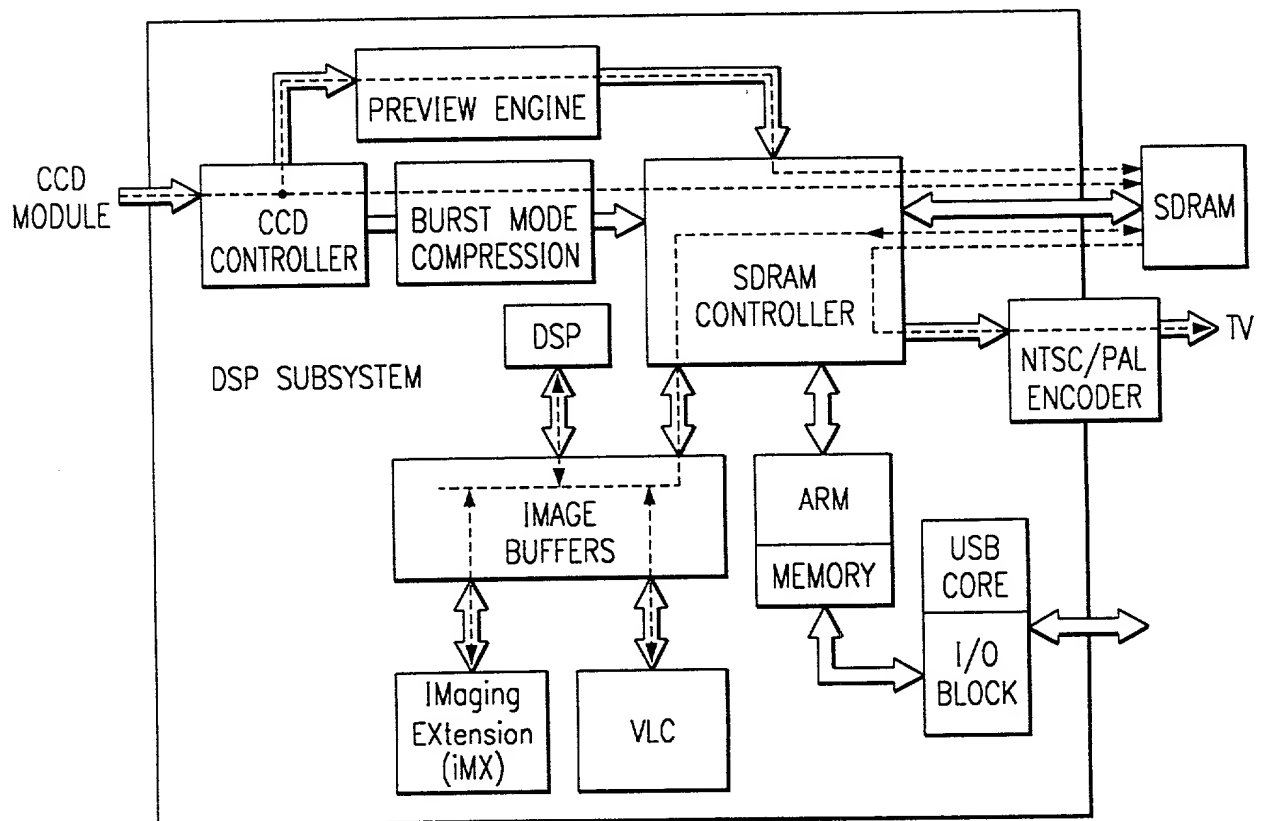 PREVIEW ENGINE
CCD
MODULE
CCD
CONTROLLER
BURST MODE
COMPRESSION
SDRAM
CONTROLLER
SDRAM
DSP
DSP SUBSYSTEM
NTSC/PAL
ENCODER
TV
IMAGE
BUFFERS
ARM
MEMORY
USB
CORE
I/O
BLOCK
IMaging
EXtension
(iMX)
VLC